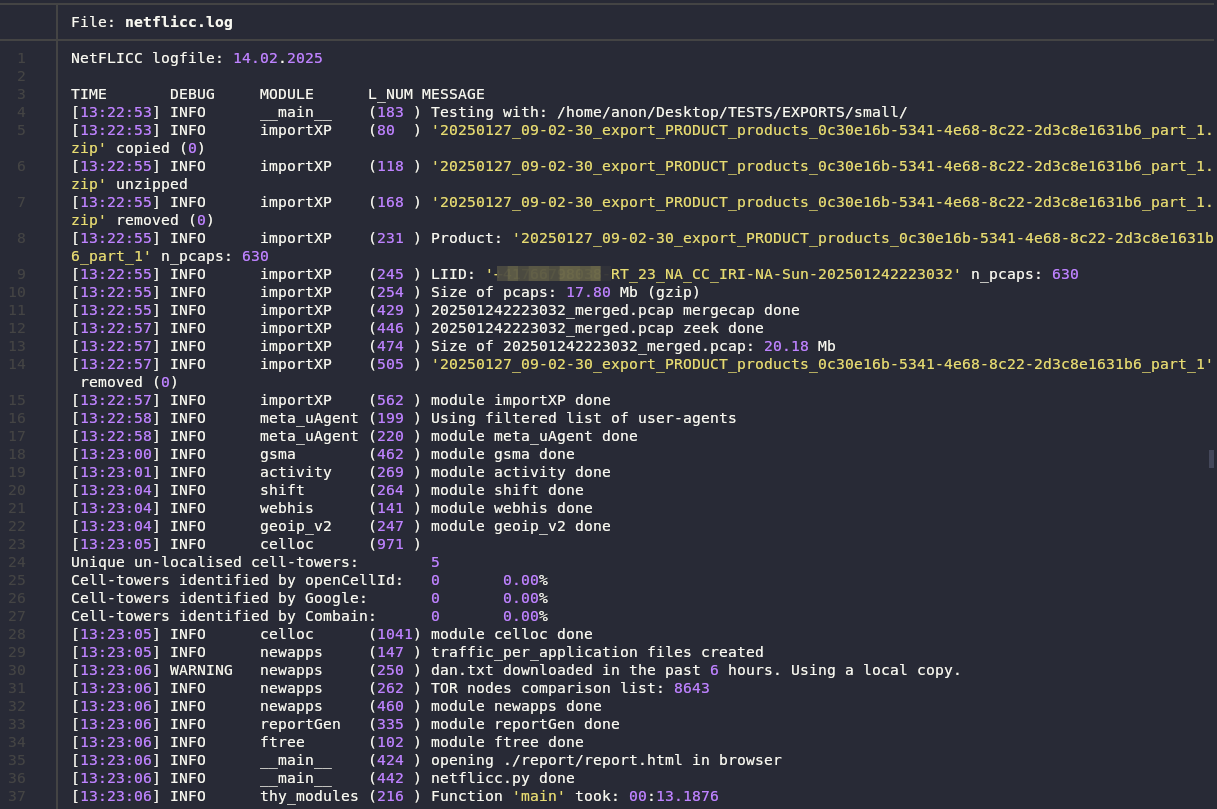 File: netflicc.log
1 NetFLICC logfile: 14.02.2025
2
3 TIME DEBUG MODULE L_NUM MESSAGE
4 [13:22:53] INFO __main__ (183 ) Testing with: /home/anon/Desktop/TESTS/EXPORTS/small/
5 [13:22:53] INFO importXP (80 ) '20250127_09-02-30_export_PRODUCT_products_0c30e16b-5341-4e68-8c22-2d3c8e1631b6_part_1.
zip' copied (0)
6 [13:22:55] INFO importXP (118 ) '20250127_09-02-30_export_PRODUCT_products_0c30e16b-5341-4e68-8c22-2d3c8e1631b6_part_1.
zip' unzipped
7 [13:22:55] INFO importXP (168 ) '20250127_09-02-30_export_PRODUCT_products_0c30e16b-5341-4e68-8c22-2d3c8e1631b6_part_1.
zip' removed (0)
8 [13:22:55] INFO importXP (231 ) Product: '20250127_09-02-30_export_PRODUCT_products_0c30e16b-5341-4e68-8c22-2d3c8e1631b
6_part_1' n_pcaps: 630
9 [13:22:55] INFO importXP (245 ) LIID: ' RT_23_NA_CC_IRI-NA-Sun-202501242223032' n_pcaps: 630
10 [13:22:55] INFO importXP (254 ) Size of pcaps: 17.80 Mb (gzip)
11 [13:22:55] INFO importXP (429 ) 202501242223032_merged.pcap mergecap done
12 [13:22:57] INFO importXP (446 ) 202501242223032_merged.pcap zeek done
13 [13:22:57] INFO importXP (474 ) Size of 202501242223032_merged.pcap: 20.18 Mb
14 [13:22:57] INFO importXP (505 ) '20250127_09-02-30_export_PRODUCT_products_0c30e16b-5341-4e68-8c22-2d3c8e1631b6_part_1'
removed (0)
15 [13:22:57] INFO importXP (562 ) module importXP done
16 [13:22:58] INFO meta_uAgent (199 ) Using filtered list of user-agents
17 [13:22:58] INFO meta_uAgent (220 ) module meta_uAgent done
18 [13:23:00] INFO gsma (462 ) module gsma done
19 [13:23:01] INFO activity (269 ) module activity done
20 [13:23:04] INFO shift (264 ) module shift done
21 [13:23:04] INFO webhis (141 ) module webhis done
22 [13:23:04] INFO geoip_v2 (247 ) module geoip_v2 done
23 [13:23:05] INFO celloc (971 )
24 Unique un-localised cell-towers: 5
25 Cell-towers identified by openCellId: 0 0.00%
26 Cell-towers identified by Google: 0 0.00%
27 Cell-towers identified by Combain: 0 0.00%
28 [13:23:05] INFO celloc (1041) module celloc done
29 [13:23:05] INFO newapps (147 ) traffic_per_application files created
30 [13:23:06] WARNING newapps (250 ) dan.txt downloaded in the past 6 hours. Using a local copy.
31 [13:23:06] INFO newapps (262 ) TOR nodes comparison list: 8643
32 [13:23:06] INFO newapps (460 ) module newapps done
33 [13:23:06] INFO reportGen (335 ) module reportGen done
34 [13:23:06] INFO ftree (102 ) module ftree done
35 [13:23:06] INFO __main__ (424 ) opening ./report/report.html in browser
36 [13:23:06] INFO __main__ (442 ) netflicc.py done
37 [13:23:06] INFO thy_modules (216 ) Function 'main' took: 00:13.1876